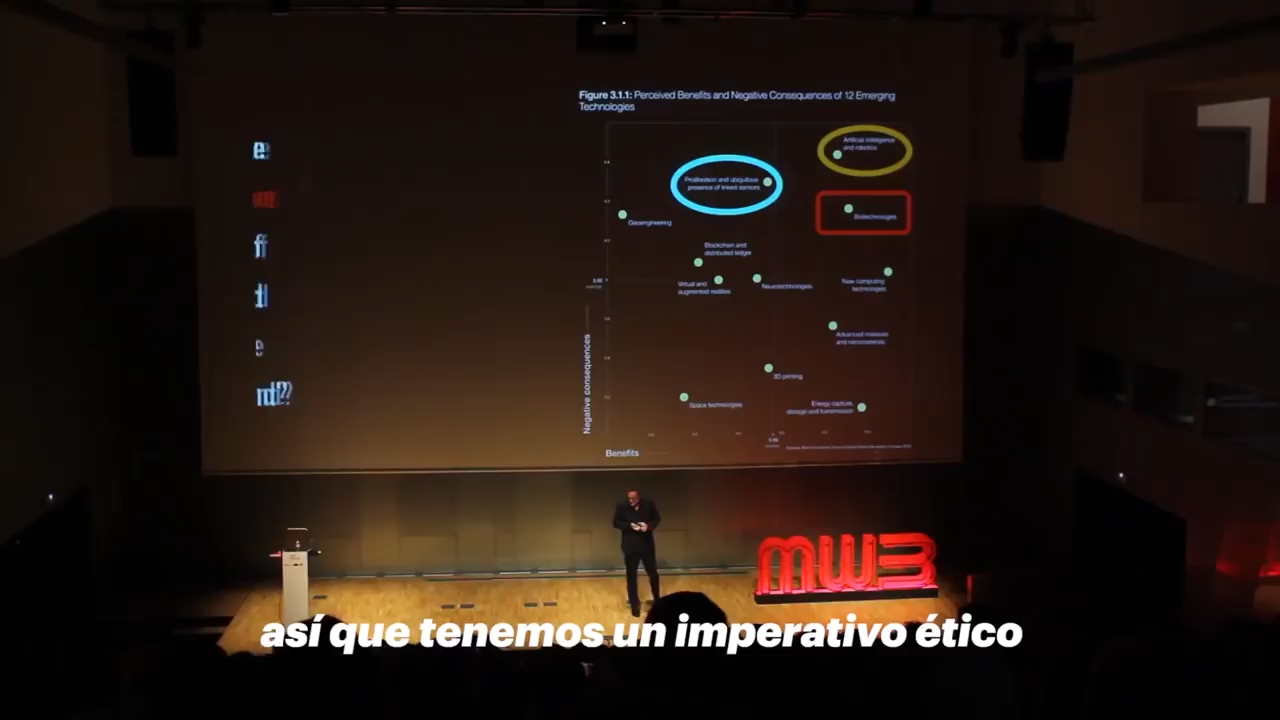 Figure 3.1.1: Perceived Benefits and Negative Consequences of 12 Emerging
Technologies
Artificial intelligence
and robotics
Proliferation and ubiquitous
presence of linked sensors
Biotechnologies
Geoengineering
Blockchain and
distributed ledger
Virtual and
augmented realities
Neurotechnologies
New computing
technologies
Advanced materials
and nanomaterials
3D printing
Space technologies
Energy capture,
storage and transmission
Negative consequences
Benefits
MWB
así que tenemos un imperativo ético